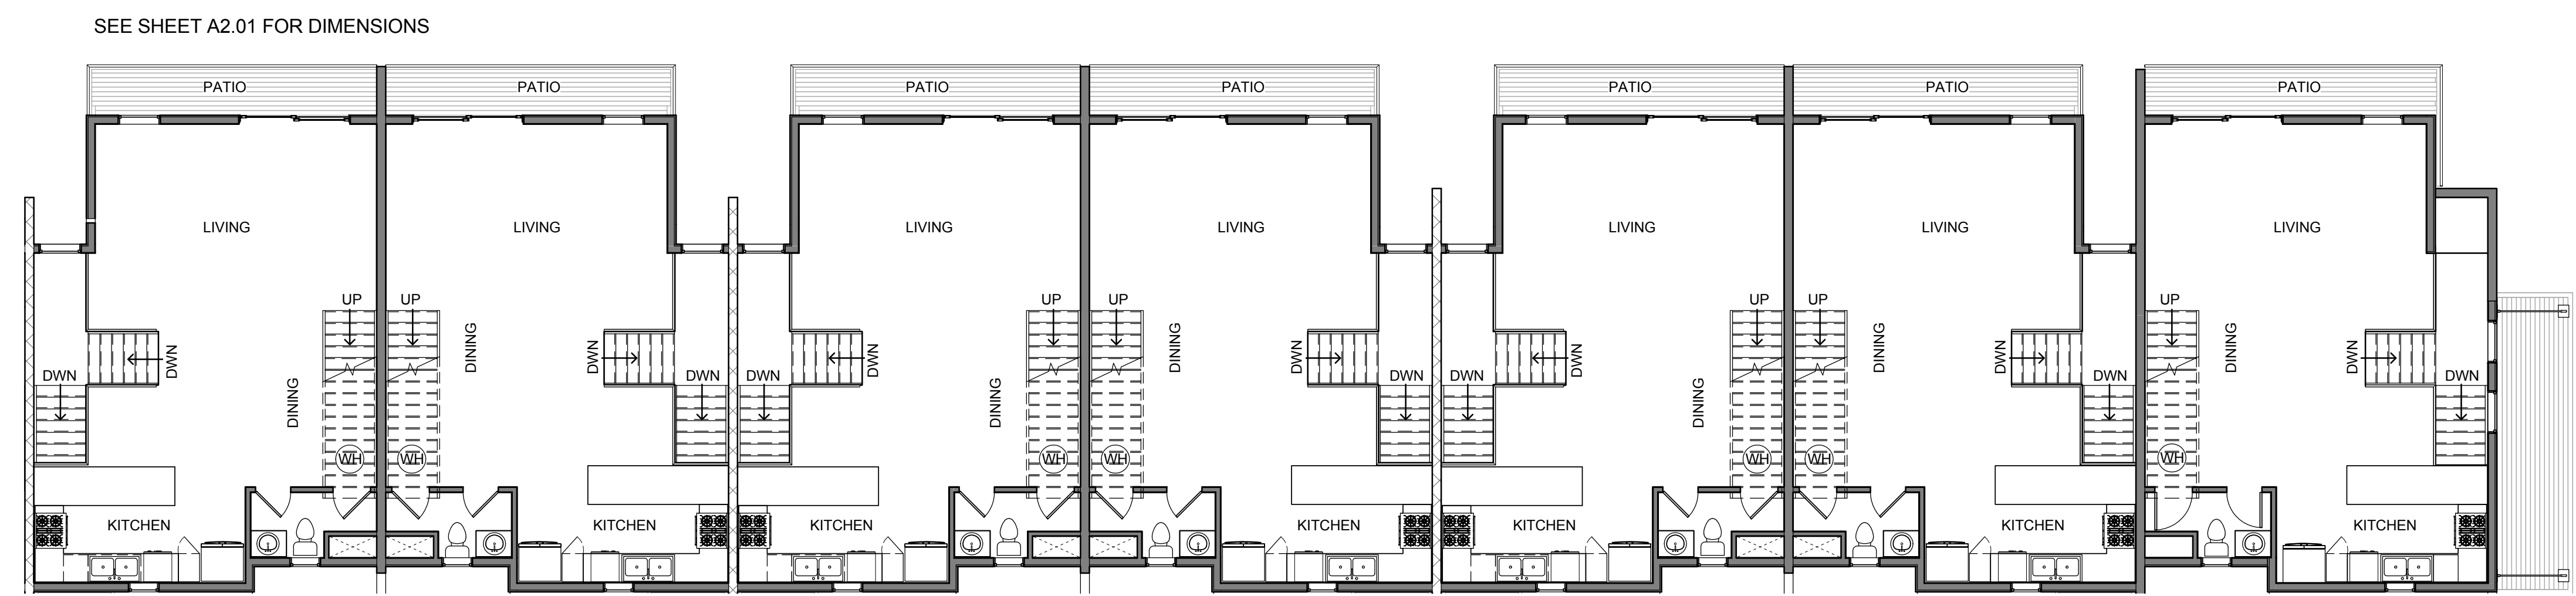 SEE SHEET A2.01 FOR DIMENSIONS
PATIO
PATIO
PATIO
PATIO
PATIO
PATIO
PATIO
LIVING
LIVING
LIVING
LIVING
LIVING
LIVING
LIVING
UP
UP
UP
UP
UP
UP
UP
DWN
DINING
DWN
DWN
DINING
DWN
DWN
DINING
DINING
DWN
DWN
DINING
DWN
DWN
DWN
DINING
DWN
DWN
DINING
DWN
DWN
DINING
WH
WH
WH
WH
WH
WH
WH
KITCHEN
KITCHEN
KITCHEN
KITCHEN
KITCHEN
KITCHEN
KITCHEN